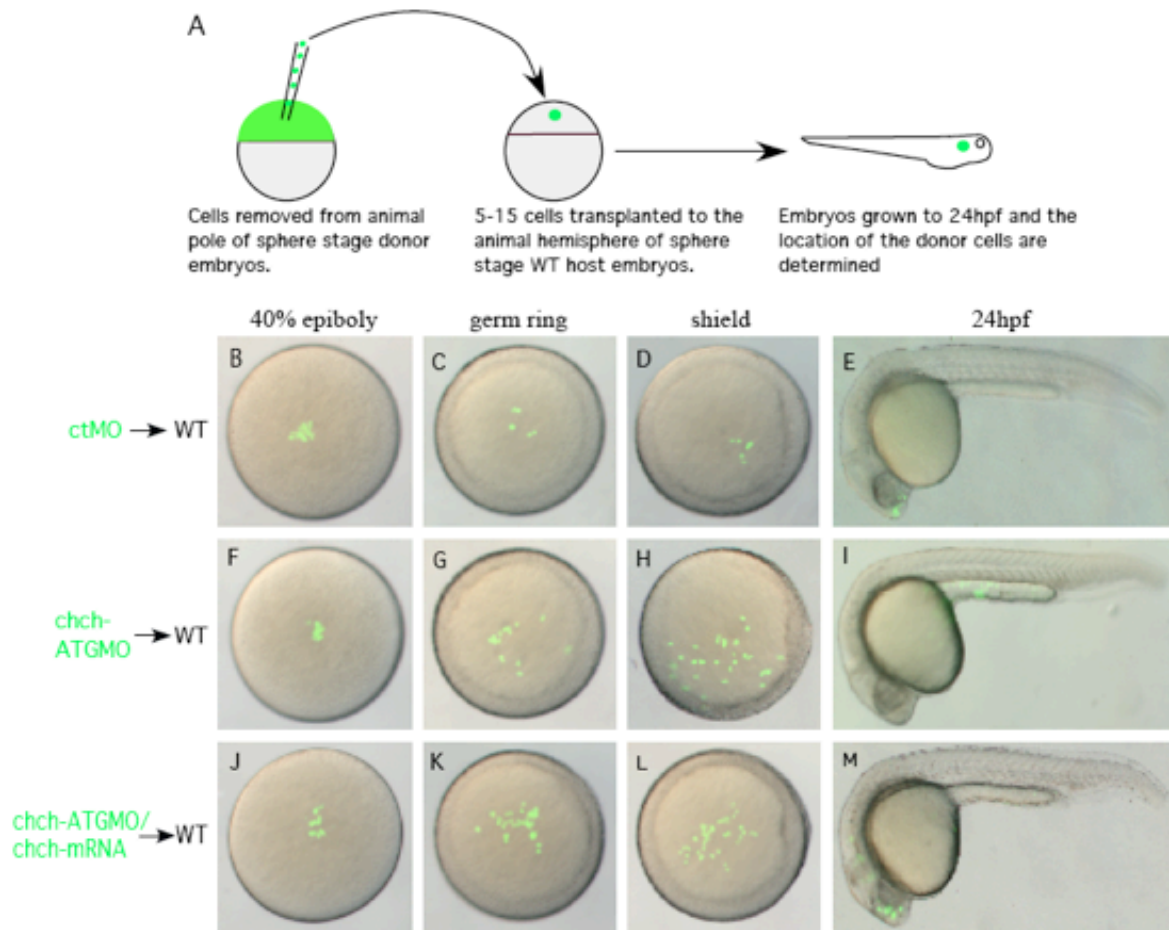 A
Cells removed from animal
pole of sphere stage donor
embryos.
5-15 cells transplanted to the
animal hemisphere of sphere
stage WT host embryos.
Embryos grown to 24hpf and the
location of the donor cells are
determined
40% epiboly
germ ring
shield
24hpf
ctMO
WT
B
C
D
E
chch-
ATGMO
WT
F
G
H
I
chch-ATGMO/
chch-mRNA
WT
J
K
L
M